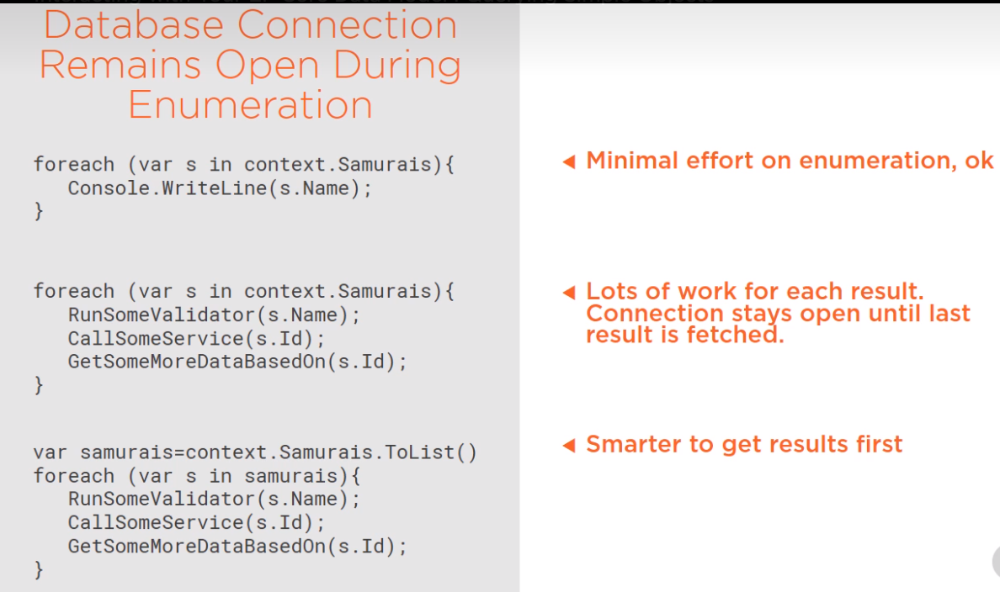 Database Connection
Remains Open During
Enumeration
foreach (var s in context.Samurais){
Console.WriteLine(s.Name);
}
Minimal effort on enumeration, ok
foreach (var s in context.Samurais){
RunSomeValidator(s.Name);
CallSomeService(s.Id);
GetSomeMoreDataBasedOn(s.Id);
}
Lots of work for each result.
Connection stays open until last
result is fetched.
var samurais=context.Samurais.ToList()
foreach (var s in samurais){
RunSomeValidator(s.Name);
CallSomeService(s.Id);
GetSomeMoreDataBasedOn(s.Id);
}
Smarter to get results first